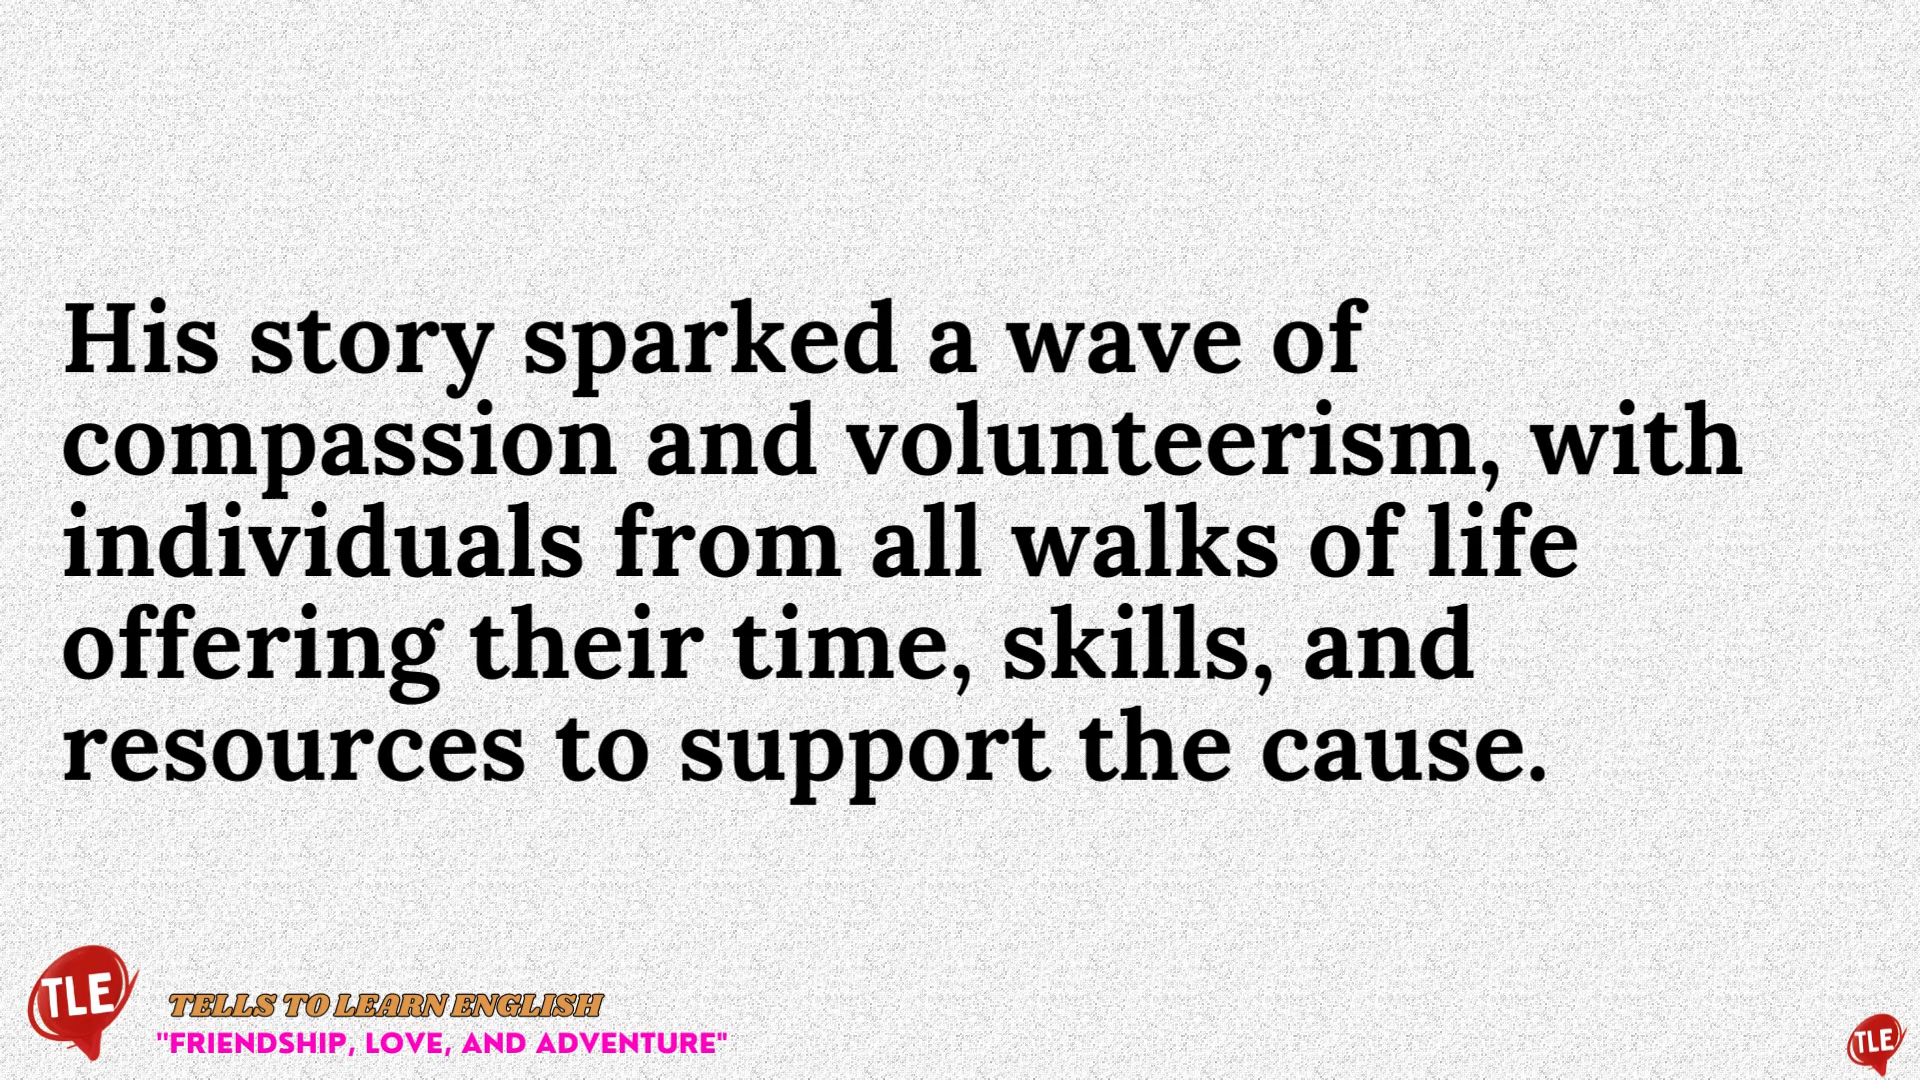 His story sparked a wave of
compassion and volunteerism, with
individuals from all walks of life
offering their time, skills, and
resources to support the cause.
TLE
TELLS TO LEARN ENGLISH
"FRIENDSHIP, LOVE, AND ADVENTURE"
TLE